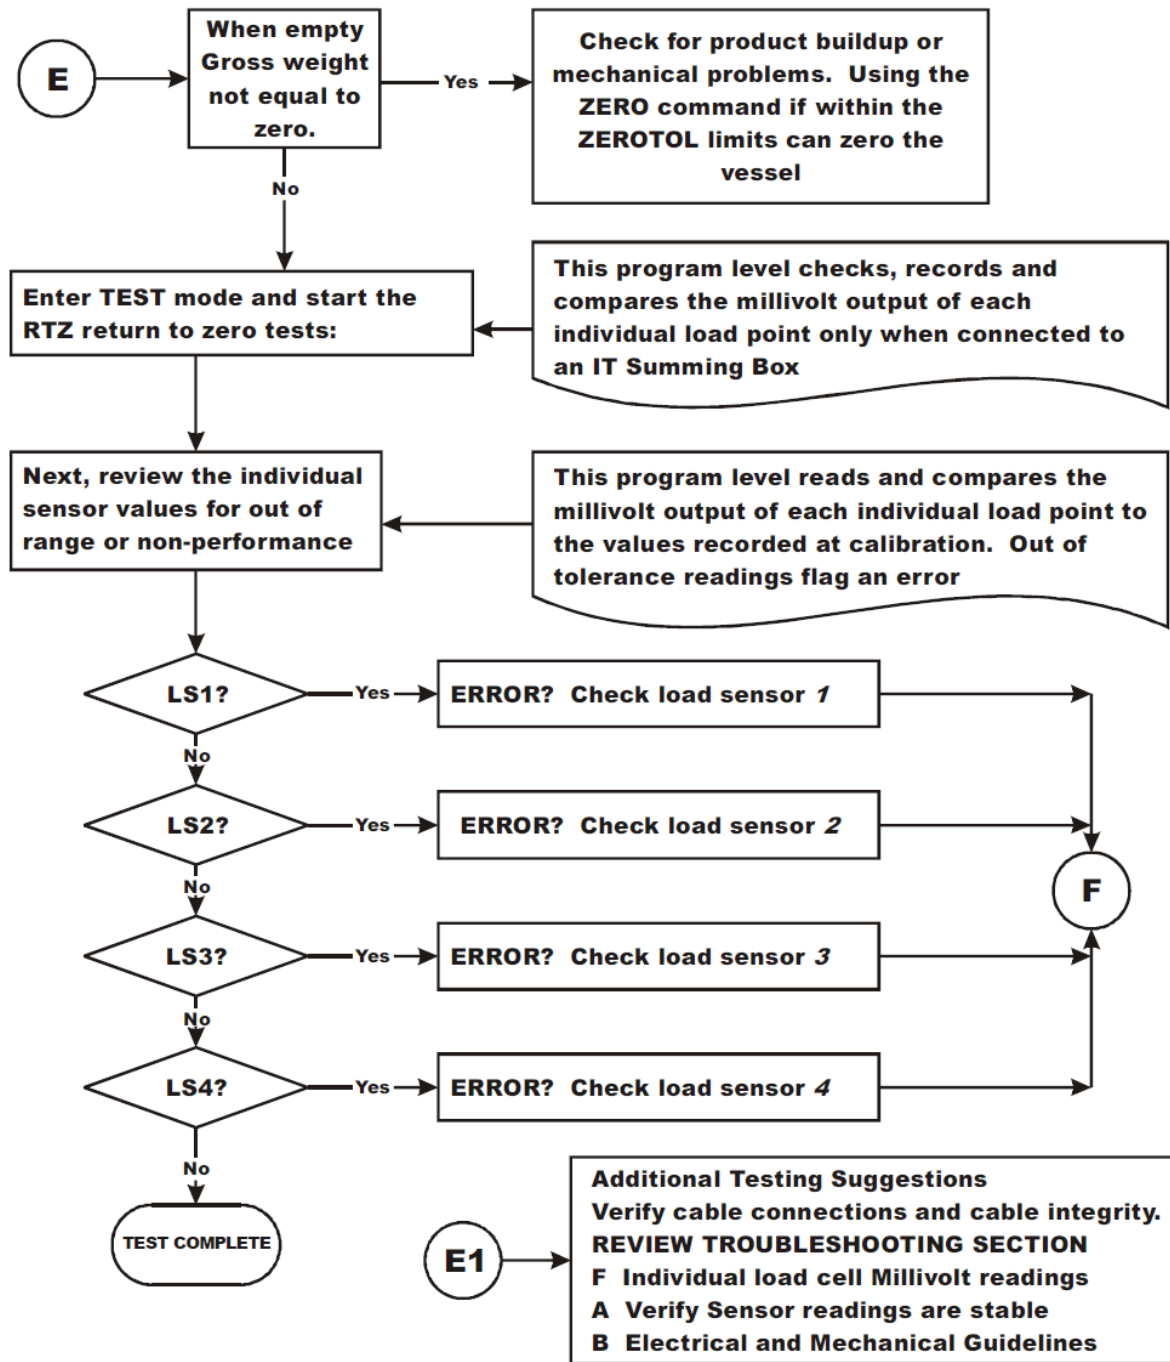 E
When empty
Gross weight
not equal to
zero.
Yes
Check for product buildup or
mechanical problems. Using the
ZERO command if within the
ZEROTOL limits can zero the
vessel
No
Enter TEST mode and start the
RTZ return to zero tests:
This program level checks, records and
compares the millivolt output of each
individual load point only when connected to
an IT Summing Box
Next, review the individual
sensor values for out of
range or non-performance
This program level reads and compares the
millivolt output of each individual load point to
the values recorded at calibration. Out of
tolerance readings flag an error
LS1?
Yes
ERROR? Check load sensor 1
No
LS2?
Yes
ERROR? Check load sensor 2
F
No
LS3?
Yes
ERROR? Check load sensor 3
No
LS4?
Yes
ERROR? Check load sensor 4
No
TEST COMPLETE
E1
Additional Testing Suggestions
Verify cable connections and cable integrity.
REVIEW TROUBLESHOOTING SECTION
F Individual load cell Millivolt readings
A Verify Sensor readings are stable
B Electrical and Mechanical Guidelines